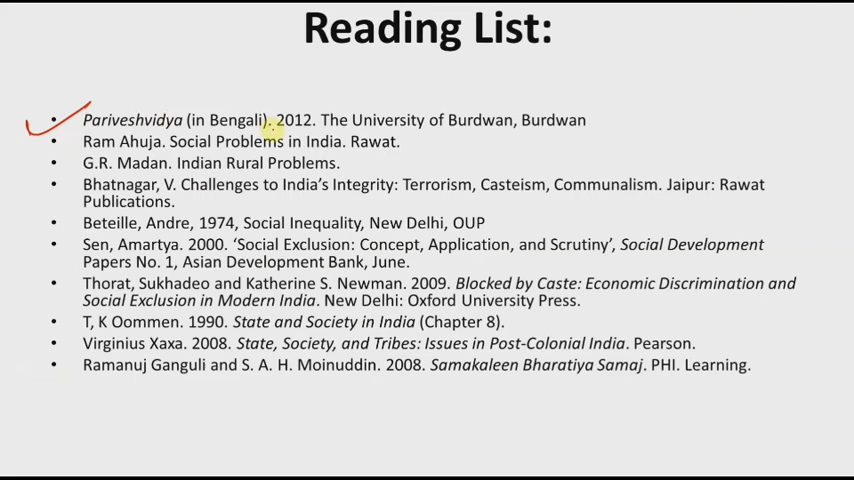 Reading List:
• Pariveshvidya (in Bengali). 2012. The University of Burdwan, Burdwan
• Ram Ahuja. Social Problems in India. Rawat.
• G.R. Madan. Indian Rural Problems.
• Bhatnagar, V. Challenges to India's Integrity: Terrorism, Casteism, Communalism. Jaipur: Rawat
Publications.
• Beteille, Andre, 1974, Social Inequality, New Delhi, OUP
• Sen, Amartya. 2000. ‘Social Exclusion: Concept, Application, and Scrutiny’, Social Development
Papers No. 1, Asian Development Bank, June.
• Thorat, Sukhadeo and Katherine S. Newman. 2009. Blocked by Caste: Economic Discrimination and
Social Exclusion in Modern India. New Delhi: Oxford University Press.
• T, K Oommen. 1990. State and Society in India (Chapter 8).
• Virginius Xaxa. 2008. State, Society, and Tribes: Issues in Post-Colonial India. Pearson.
• Ramanuj Ganguli and S. A. H. Moinuddin. 2008. Samakaleen Bharatiya Samaj. PHI. Learning.